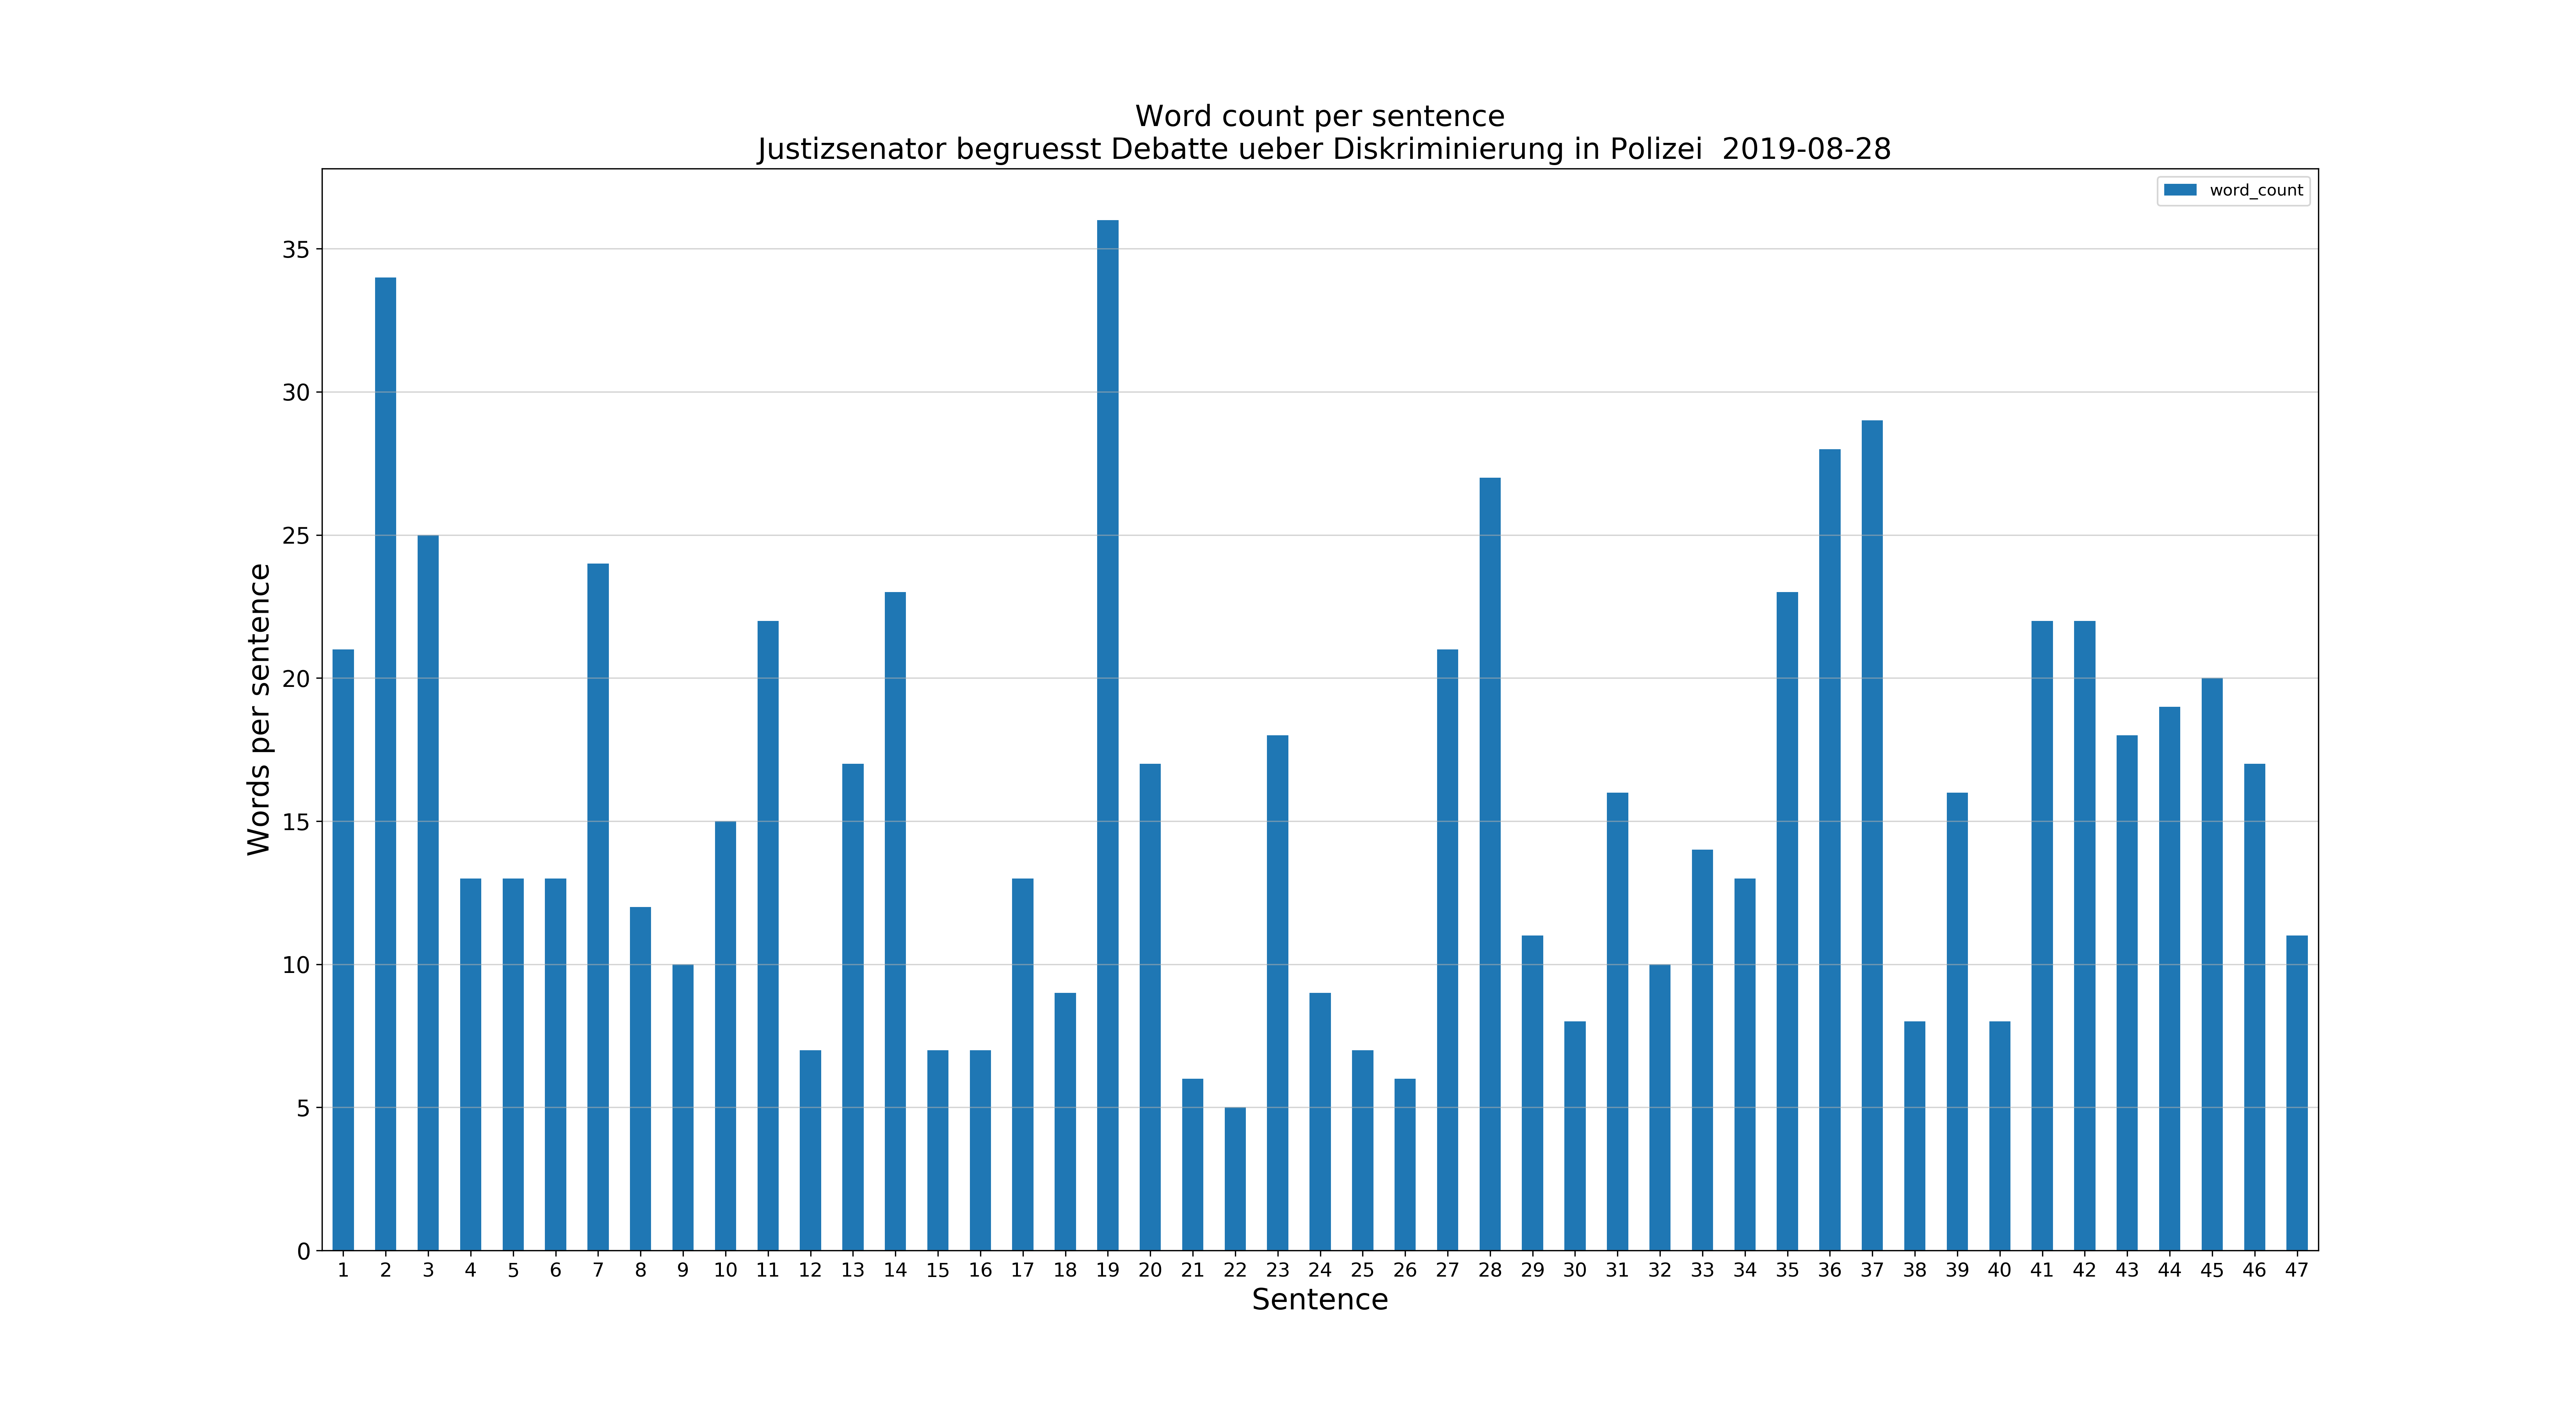 Word count per sentence
Justizsenator begruesst Debatte ueber Diskriminierung in Polizei  2019-08-28
word_count
Words per sentence
35
30
25
20
15
10
5
0
1 2 3 4 5 6 7 8 9 10 11 12 13 14 15 16 17 18 19 20 21 22 23 24 25 26 27 28 29 30 31 32 33 34 35 36 37 38 39 40 41 42 43 44 45 46 47
Sentence